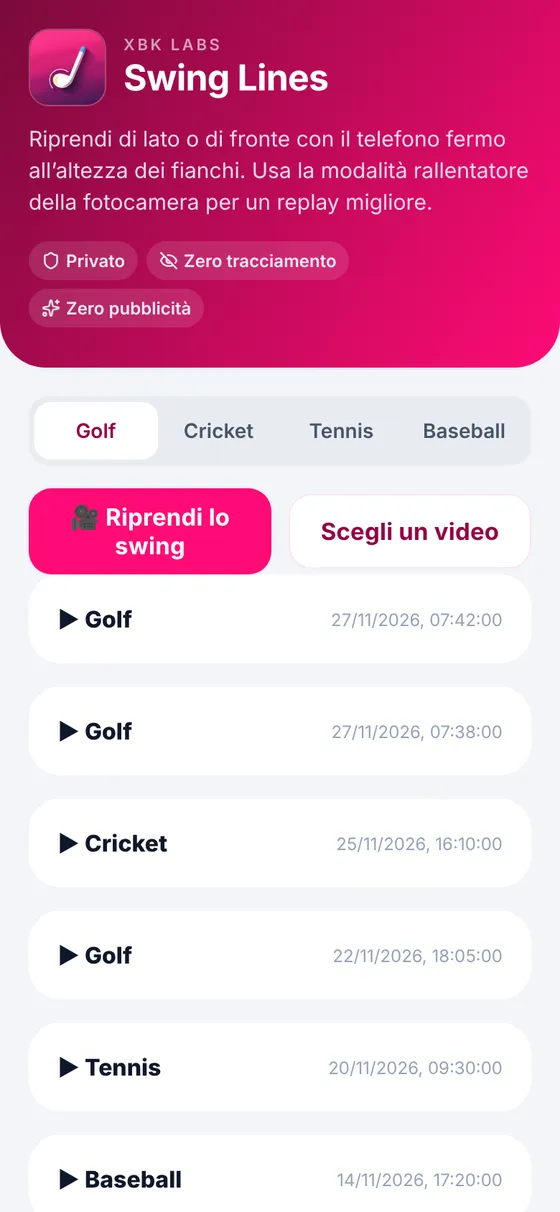 XBK LABS
Swing Lines
Riprendi di lato o di fronte con il telefono fermo
all’altezza dei fianchi. Usa la modalità rallentatore
della fotocamera per un replay migliore.
Privato
Zero tracciamento
Zero pubblicità
Golf
Cricket
Tennis
Baseball
🎥 Riprendi lo
swing
Scegli un video
▶ Golf
27/11/2026, 07:42:00
▶ Golf
27/11/2026, 07:38:00
▶ Cricket
25/11/2026, 16:10:00
▶ Golf
22/11/2026, 18:05:00
▶ Tennis
20/11/2026, 09:30:00
▶ Baseball
14/11/2026, 17:20:00